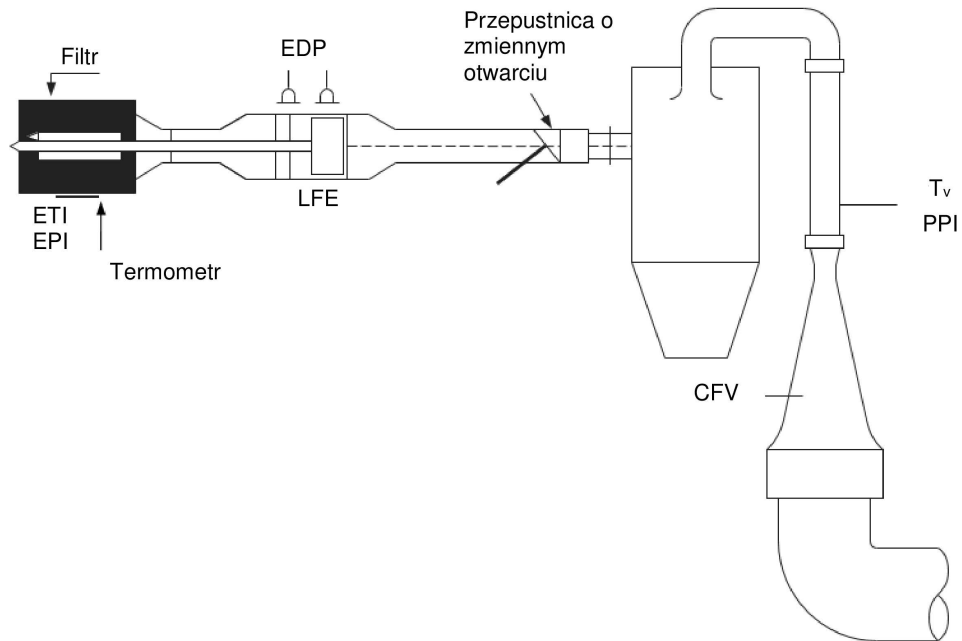 Przepustnica o
zmiennym
otwarciu
Filtr
EDP
LFE
ETI
EPI
Termometr
Tv
PPI
CFV